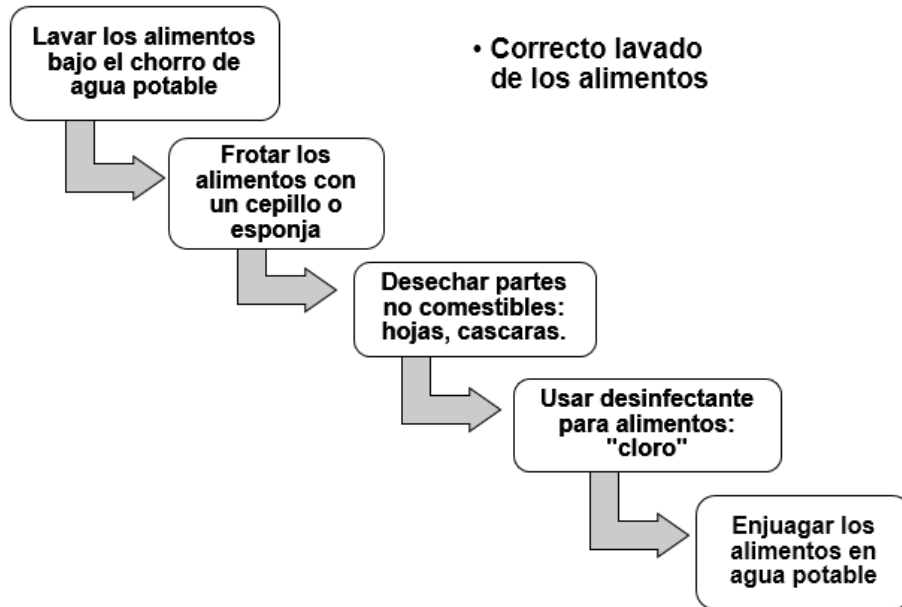 Lavar los alimentos
bajo el chorro de
agua potable
• Correcto lavado
de los alimentos
Frotar los
alimentos con
un cepillo o
esponja
Desechar partes
no comestibles:
hojas, cascaras.
Usar desinfectante
para alimentos:
"cloro"
Enjuagar los
alimentos en
agua potable